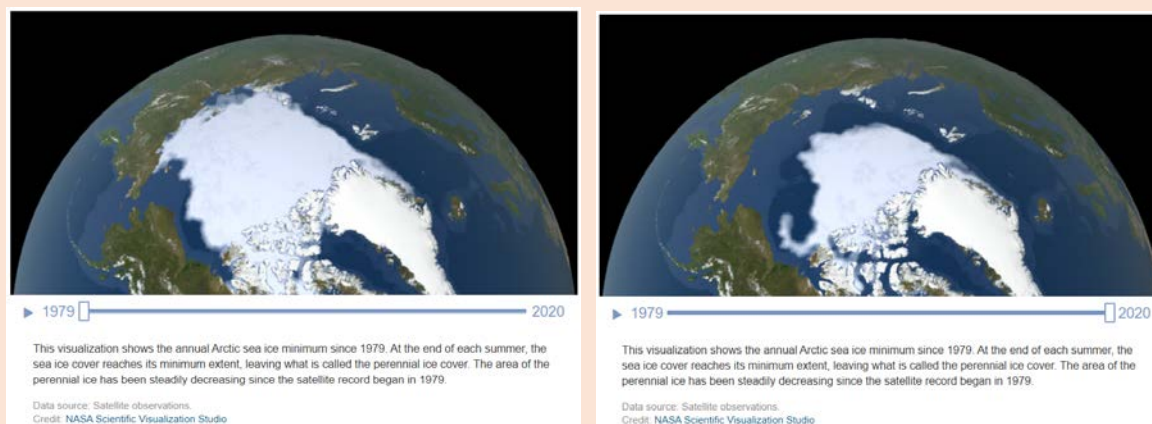 1979 2020
This visualization shows the annual Arctic sea ice minimum since 1979. At the end of each summer, the
sea ice cover reaches its minimum extent, leaving what is called the perennial ice cover. The area of the
perennial ice has been steadily decreasing since the satellite record began in 1979.
Data source: Satellite observations.
Credit: NASA Scientific Visualization Studio
1979 2020
This visualization shows the annual Arctic sea ice minimum since 1979. At the end of each summer, the
sea ice cover reaches its minimum extent, leaving what is called the perennial ice cover. The area of the
perennial ice has been steadily decreasing since the satellite record began in 1979.
Data source: Satellite observations.
Credit: NASA Scientific Visualization Studio